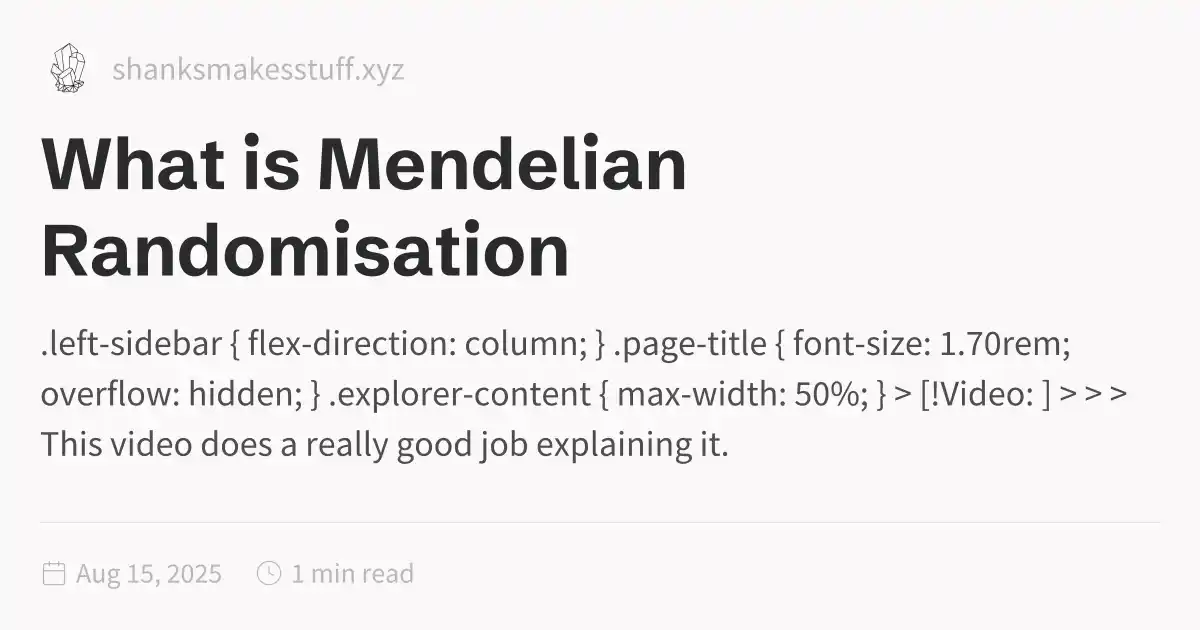 shanksmakesstuff.xyz
What is Mendelian
Randomisation
.left-sidebar { flex-direction: column; } .page-title { font-size: 1.70rem;
overflow: hidden; } .explorer-content { max-width: 50%; } > [!Video: ] > > >
This video does a really good job explaining it.
Aug 15, 2025 1 min read